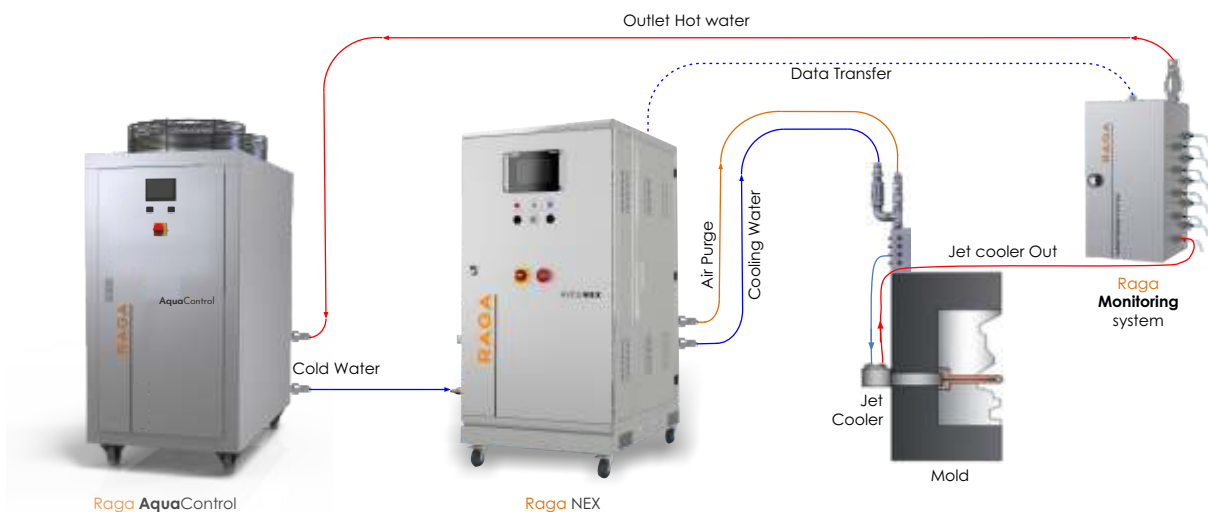 Outlet Hot water
Data Transfer
RAGA
AquaControl
RAGA
Air Purge
Cooling Water
Jet cooler Out
Raga
Monitoring
system
RAGA
Cold Water
Jet
Cooler
Mold
Raga AquaControl
Raga NEX